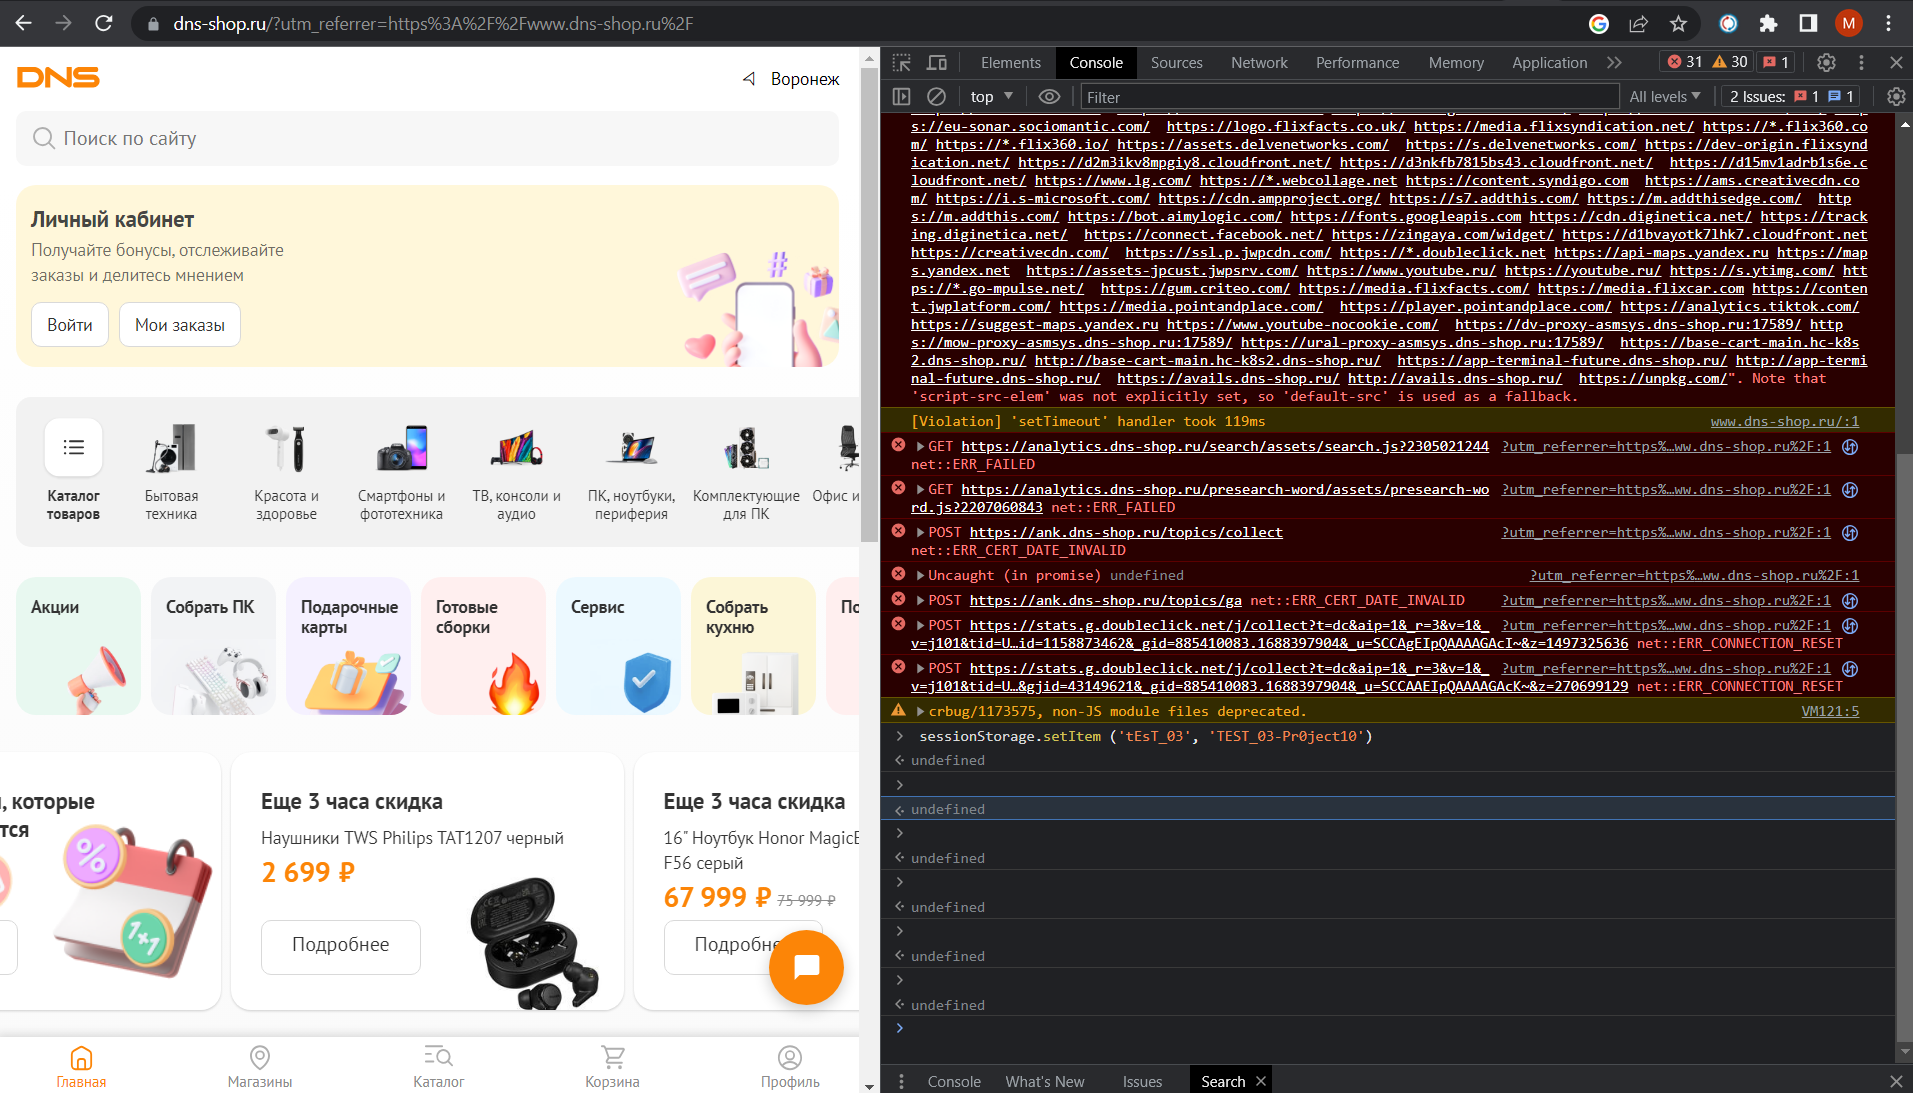 dns-shop.ru/?utm_referrer=https%3A%2F%2Fwww.dns-shop.ru%2F
M
DNS
Воронеж
Поиск по сайту
Личный кабинет
Получайте бонусы, отслеживайте
заказы и делитесь мнением
Войти
Мои заказы
Каталог
товаров
Бытовая
техника
Красота и
здоровье
Смартфоны и
фототехника
ТВ, консоли и
аудио
ПК, ноутбуки,
периферия
Комплектующие
для ПК
Офис и
Акции
Собрать ПК
Подарочные
карты
Готовые
сборки
Сервис
Собрать
кухню
По
, которые
тся
%
1+1
Еще 3 часа скидка
Наушники TWS Philips TAT1207 черный
2 699 ₽
Подробнее
Еще 3 часа скидка
16" Ноутбук Honor MagicB
F56 серый
67 999 ₽ 75 999 ₽
Подробне
Главная
Магазины
Каталог
Корзина
Профиль
Elements Console Sources Network Performance Memory Application 31 30 1
top Filter All levels 2 Issues: 1 1
s://eu-sonar.sociomantic.com/ https://logo.flixfacts.co.uk/ https://media.flixsyndication.net/ https://*.flix360.co
m/ https://*.flix360.io/ https://assets.delvenetworks.com/ https://s.delvenetworks.com/ https://dev-origin.flixsynd
ication.net/ https://d2m3ikv8mpgiy8.cloudfront.net/ https://d3nkfb7815bs43.cloudfront.net/ https://d15mv1adrb1s6e.c
loudfront.net/ https://www.lg.com/ https://*.webcollage.net https://content.syndigo.com https://ams.creativecdn.co
m/ https://i.s-microsoft.com/ https://cdn.ampproject.org/ https://s7.addthis.com/ https://m.addthisedge.com/ http
s://m.addthis.com/ https://bot.aimylogic.com/ https://fonts.googleapis.com https://cdn.diginetica.net/ https://track
ing.diginetica.net/ https://connect.facebook.net/ https://zingaya.com/widget/ https://d1bvayotk7lhk7.cloudfront.net
https://creativecdn.com/ https://ssl.p.jwpcdn.com/ https://*.doubleclick.net https://api-maps.yandex.ru https://map
s.yandex.net https://assets-jpcust.jwpsrv.com/ https://www.youtube.ru/ https://youtube.ru/ https://s.ytimg.com/ htt
ps://*.go-mpulse.net/ https://gum.criteo.com/ https://media.flixfacts.com/ https://media.flixcar.com https://conten
t.jwplatform.com/ https://media.pointandplace.com/ https://player.pointandplace.com/ https://analytics.tiktok.com/
https://suggest-maps.yandex.ru https://www.youtube-nocookie.com/ https://dv-proxy-asmsys.dns-shop.ru:17589/ http
s://mow-proxy-asmsys.dns-shop.ru:17589/ https://ural-proxy-asmsys.dns-shop.ru:17589/ https://base-cart-main.hc-k8s
2.dns-shop.ru/ http://base-cart-main.hc-k8s2.dns-shop.ru/ https://app-terminal-future.dns-shop.ru/ http://app-termi
nal-future.dns-shop.ru/ https://avails.dns-shop.ru/ http://avails.dns-shop.ru/ https://unpkg.com/". Note that
'script-src-elem' was not explicitly set, so 'default-src' is used as a fallback.
[Violation] 'setTimeout' handler took 119ms www.dns-shop.ru/:1
GET https://analytics.dns-shop.ru/search/assets/search.js?2305021244 ?utm_referrer=https%…ww.dns-shop.ru%2F:1
net::ERR_FAILED
GET https://analytics.dns-shop.ru/presearch-word/assets/presearch-wo ?utm_referrer=https%…ww.dns-shop.ru%2F:1
rd.js?2207060843 net::ERR_FAILED
POST https://ank.dns-shop.ru/topics/collect ?utm_referrer=https%…ww.dns-shop.ru%2F:1
net::ERR_CERT_DATE_INVALID
Uncaught (in promise) undefined ?utm_referrer=https%…ww.dns-shop.ru%2F:1
POST https://ank.dns-shop.ru/topics/ga net::ERR_CERT_DATE_INVALID ?utm_referrer=https%…ww.dns-shop.ru%2F:1
POST https://stats.g.doubleclick.net/j/collect?t=dc&aip=1&_r=3&v=1&_ ?utm_referrer=https%…ww.dns-shop.ru%2F:1
v=j101&tid=U…id=1158873462&_gid=885410083.1688397904&_u=SCCAgEIpQAAAAGAcI~&z=1497325636 net::ERR_CONNECTION_RESET
POST https://stats.g.doubleclick.net/j/collect?t=dc&aip=1&_r=3&v=1&_ ?utm_referrer=https%…ww.dns-shop.ru%2F:1
v=j101&tid=U…&gjid=43149621&_gid=885410083.1688397904&_u=SCCAAEIpQAAAAGAcK~&z=270699129 net::ERR_CONNECTION_RESET
crbug/1173575, non-JS module files deprecated. VM121:5
sessionStorage.setItem ('tEsT_03', 'TEST_03-Pr0ject10')
undefined
undefined
undefined
undefined
undefined
undefined
Console What's New Issues Search